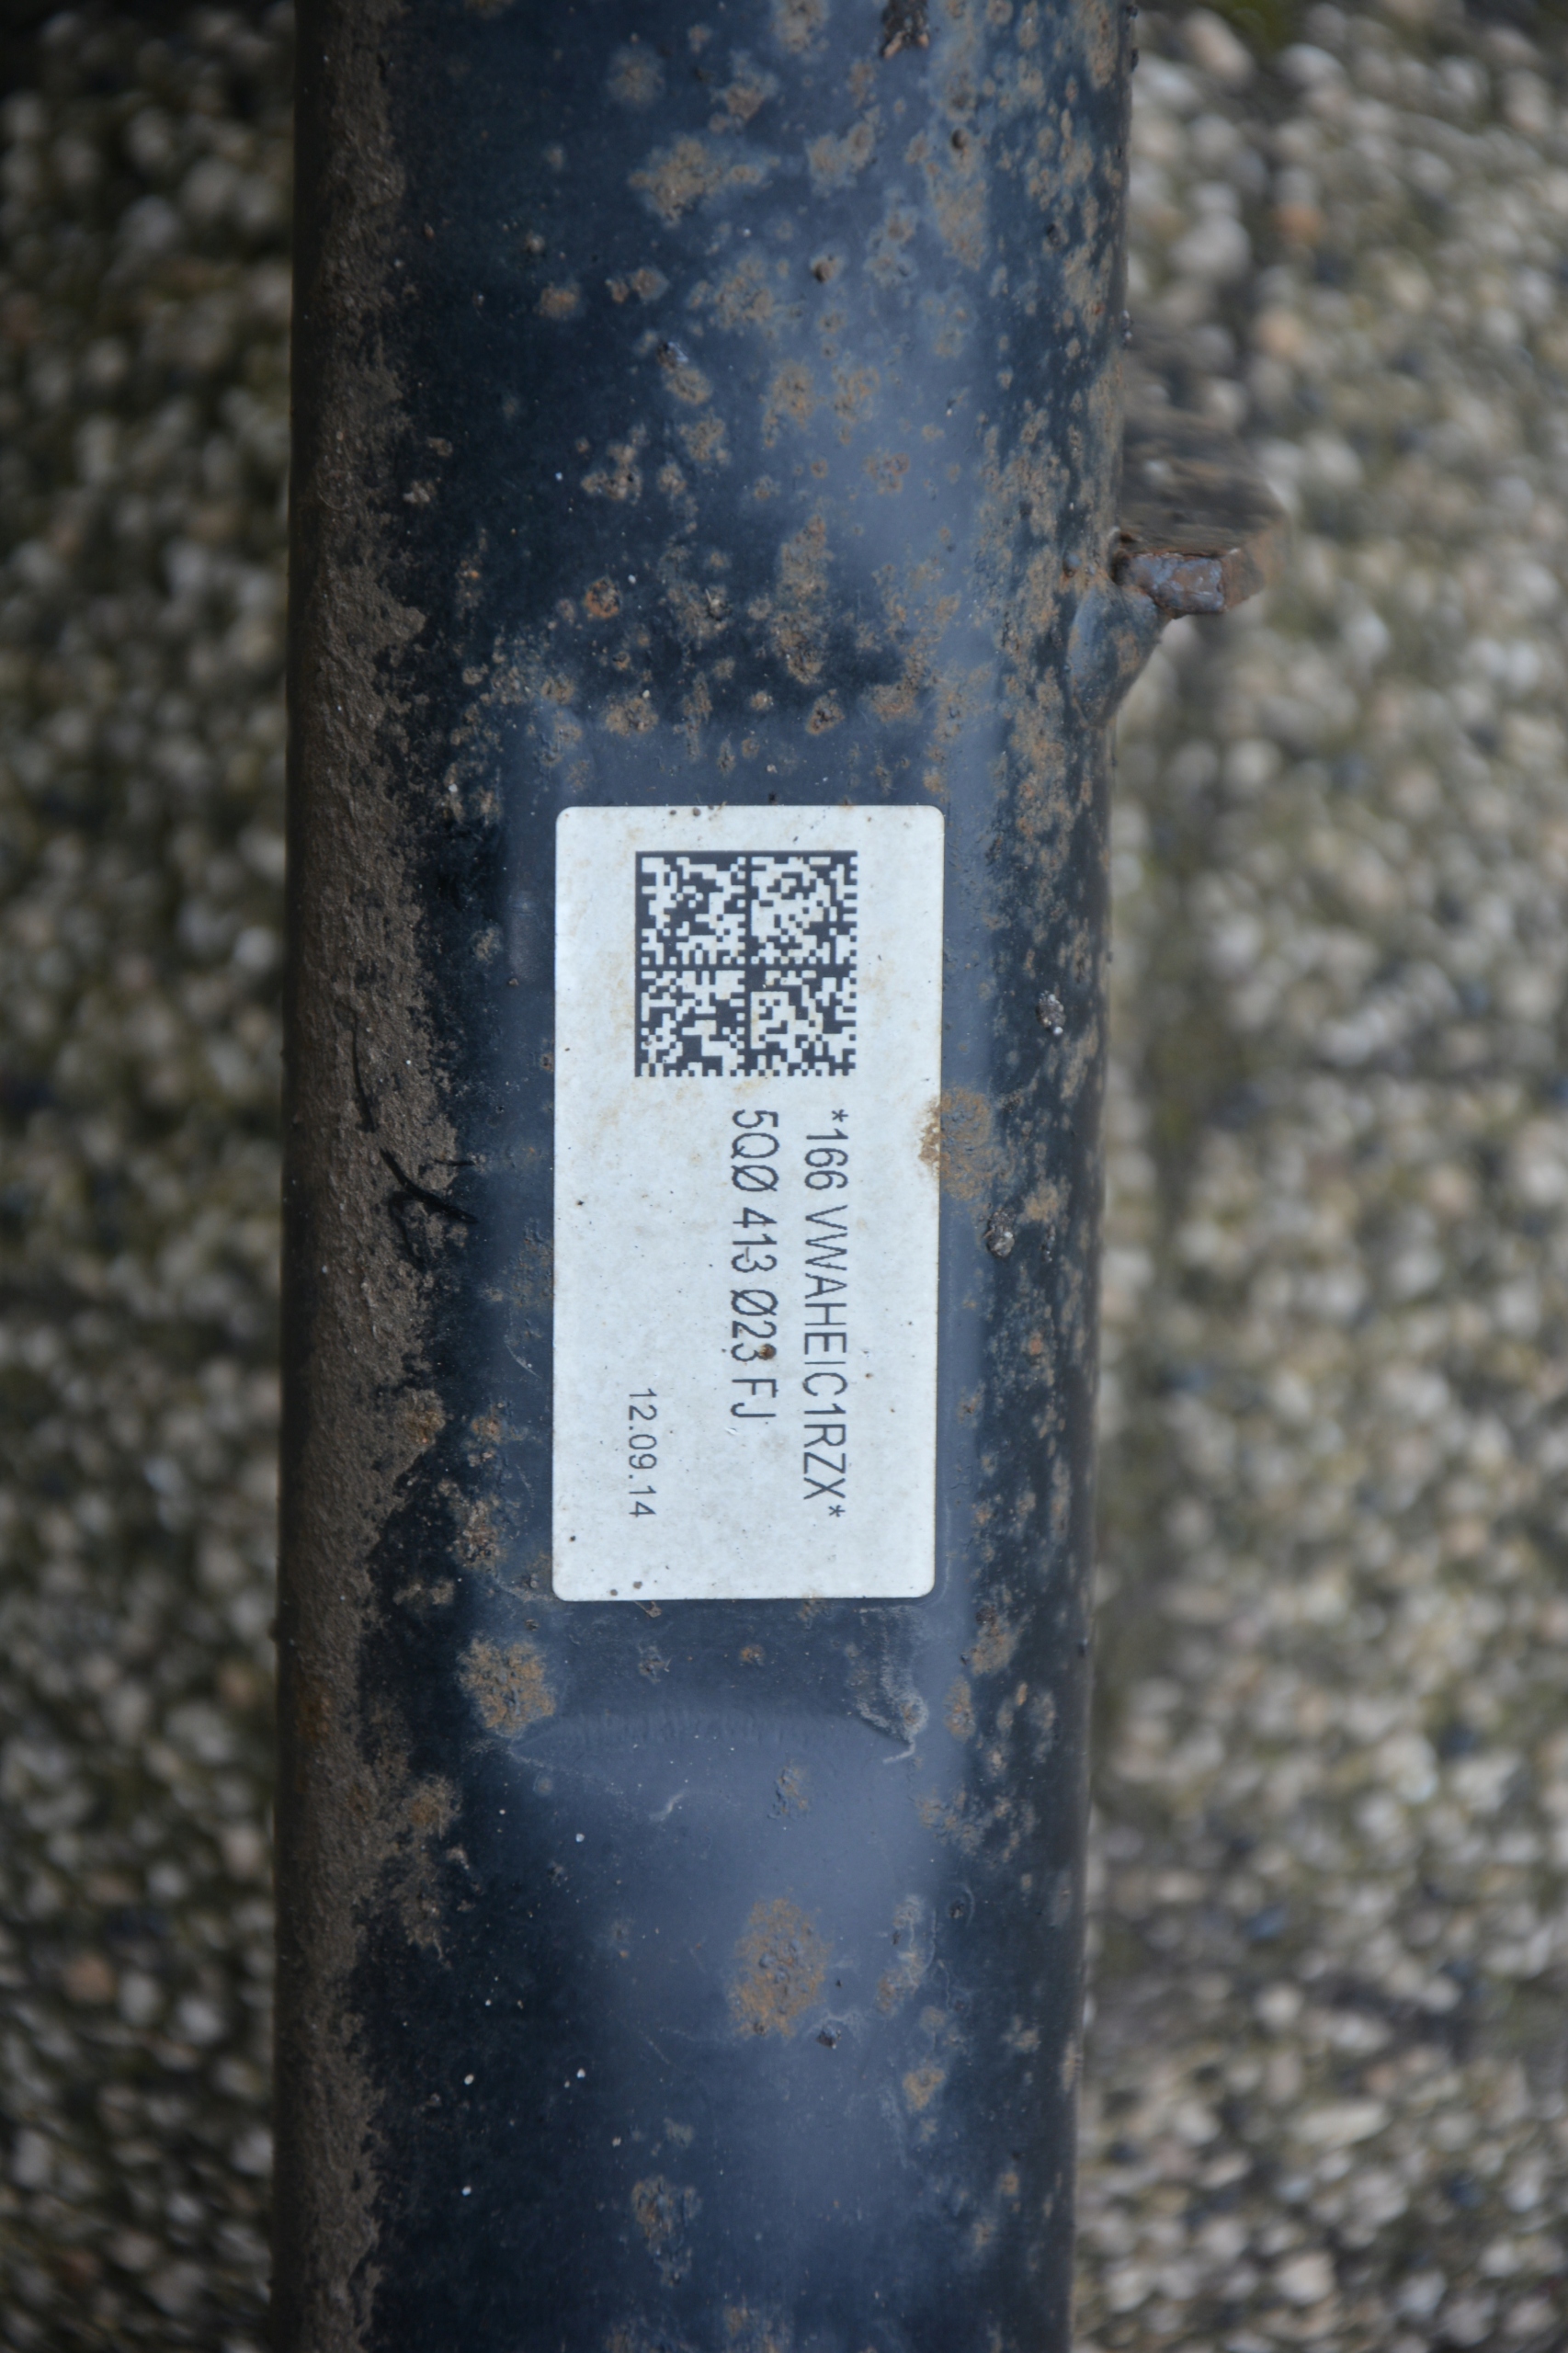 *166 VWAHEIC1RZX*
5Q0 413 023 FJ
12.09.14